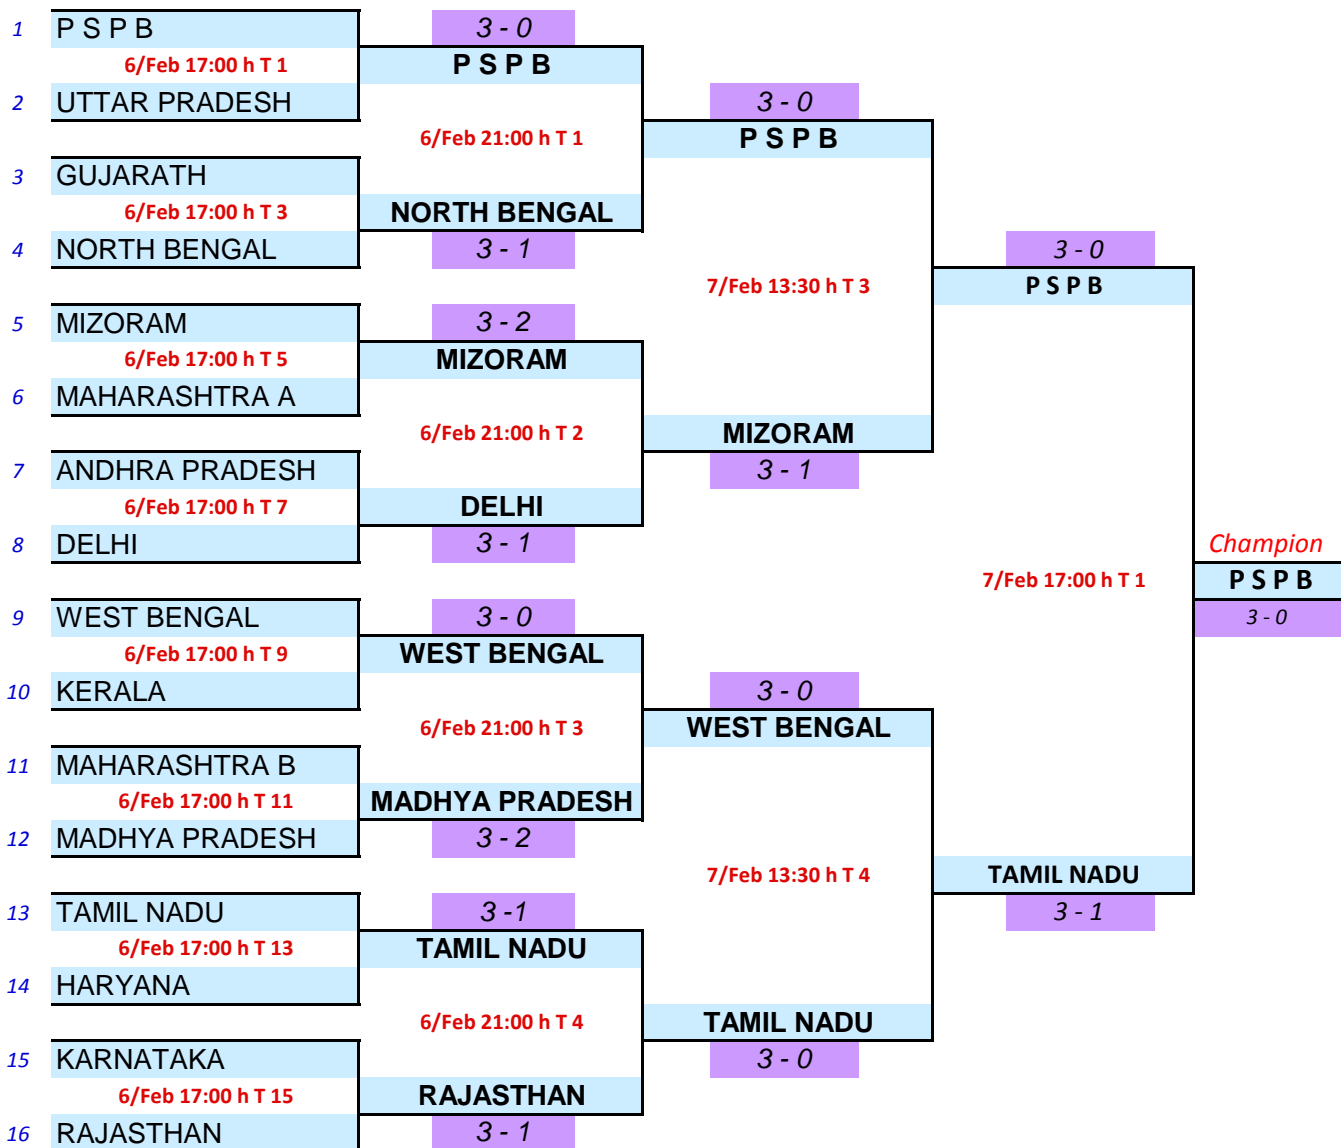 1 P S P B 3 - 0
6/Feb 17:00 h T 1 P S P B
2 UTTAR PRADESH 3 - 0
6/Feb 21:00 h T 1 P S P B
3 GUJARATH
6/Feb 17:00 h T 3 NORTH BENGAL
4 NORTH BENGAL 3 - 1 3 - 0
7/Feb 13:30 h T 3 P S P B
5 MIZORAM 3 - 2
6/Feb 17:00 h T 5 MIZORAM
6 MAHARASHTRA A
6/Feb 21:00 h T 2 MIZORAM
7 ANDHRA PRADESH 3 - 1
6/Feb 17:00 h T 7 DELHI
8 DELHI 3 - 1 Champion
7/Feb 17:00 h T 1 P S P B
9 WEST BENGAL 3 - 0 3 - 0
6/Feb 17:00 h T 9 WEST BENGAL
10 KERALA 3 - 0
6/Feb 21:00 h T 3 WEST BENGAL
11 MAHARASHTRA B
6/Feb 17:00 h T 11 MADHYA PRADESH
12 MADHYA PRADESH 3 - 2
7/Feb 13:30 h T 4 TAMIL NADU
13 TAMIL NADU 3 -1 3 - 1
6/Feb 17:00 h T 13 TAMIL NADU
14 HARYANA
6/Feb 21:00 h T 4 TAMIL NADU
15 KARNATAKA 3 - 0
6/Feb 17:00 h T 15 RAJASTHAN
16 RAJASTHAN 3 - 1